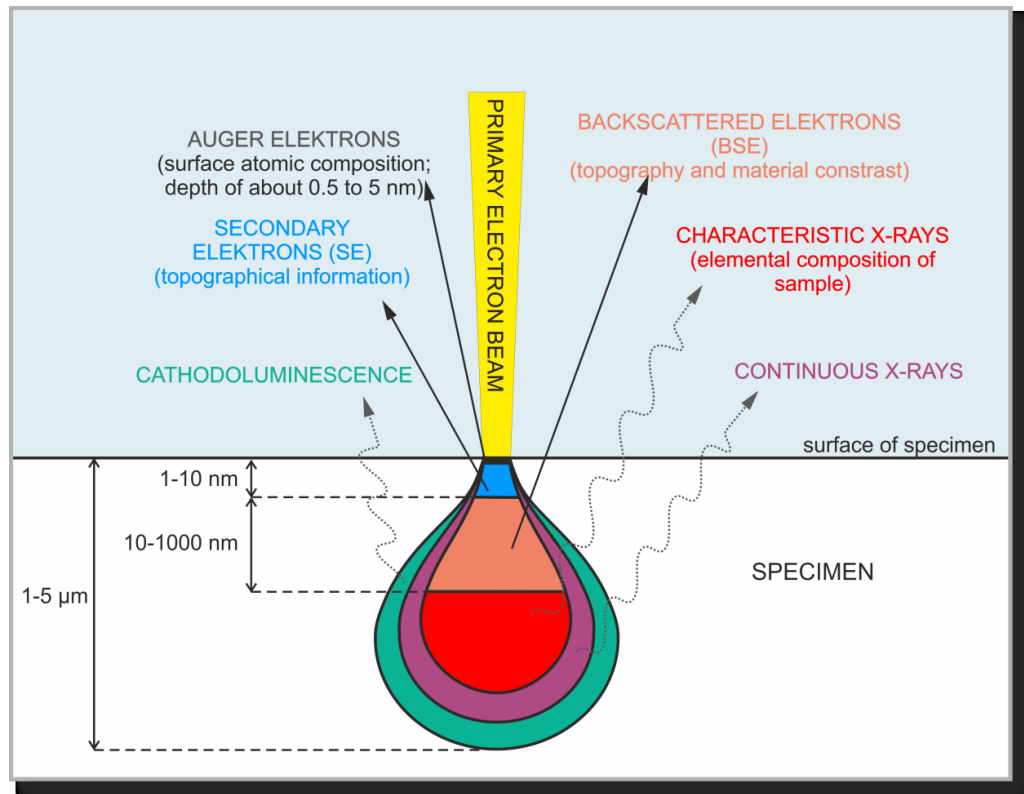 AUGER ELEKTRONS
(surface atomic composition;
depth of about 0.5 to 5 nm)
SECONDARY
ELEKTRONS (SE)
(topographical information)
CATHODOLUMINESCENCE
PRIMARY ELECTRON BEAM
BACKSCATTERED ELEKTRONS
(BSE)
(topography and material constrast)
CHARACTERISTIC X-RAYS
(elemental composition of
sample)
CONTINUOUS X-RAYS
surface of specimen
1-10 nm
10-1000 nm
1-5 µm
SPECIMEN